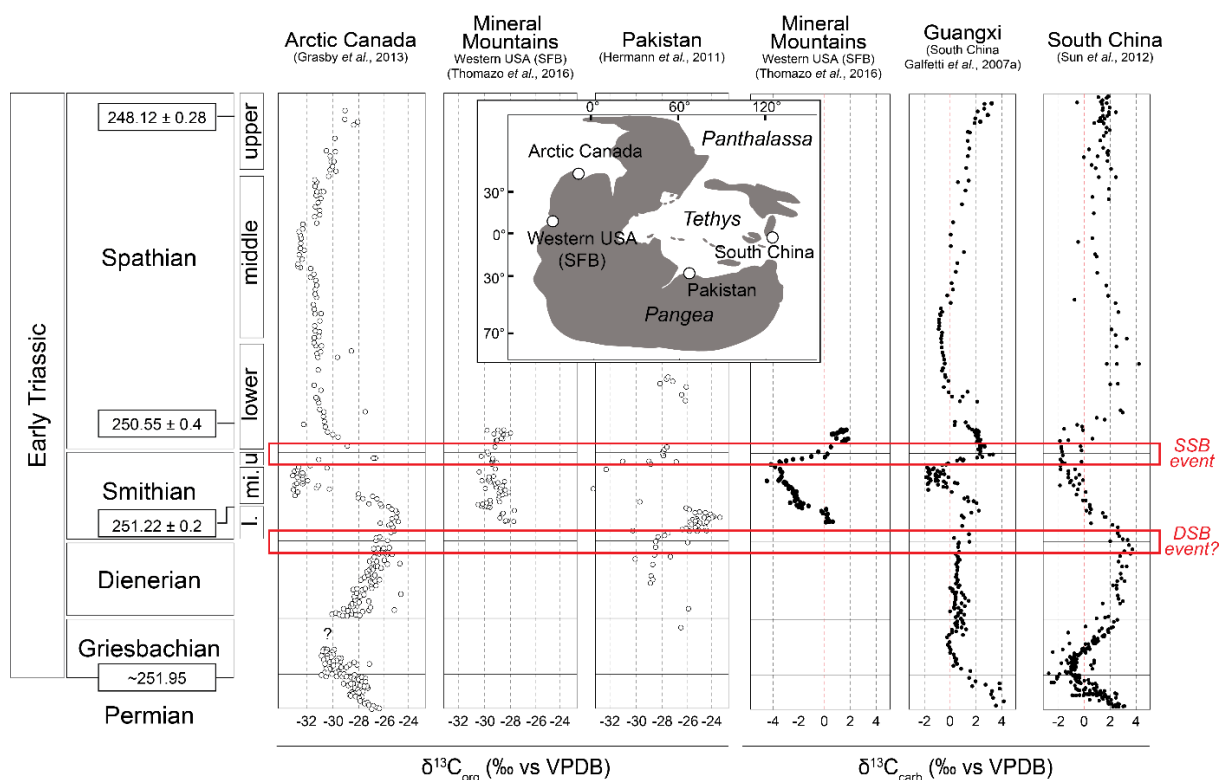 Arctic Canada
(Grasby et al., 2013)
Mineral
Mountains
Western USA (SFB)
(Thomazo et al., 2016)
Pakistan
(Hermann et al., 2011)
Mineral
Mountains
Western USA (SFB)
(Thomazo et al., 2016)
Guangxi
(South China
Galfetti et al., 2007a)
South China
(Sun et al., 2012)
Early Triassic
248.12 ± 0.28
Spathian
250.55 ± 0.4
Smithian
251.22 ± 0.2
Dienerian
Griesbachian
~251.95
Permian
upper
middle
lower
u
mi.
l.
?
0° 60° 120°
Panthalassa
Arctic Canada
30°
Tethys
0°
Western USA
(SFB)
South China
30°
Pakistan
Pangea
70°
SSB
event
DSB
event?
-32 -30 -28 -26 -24
-32 -30 -28 -26 -24
-32 -30 -28 -26 -24
-4 -2 0 2 4
-2 0 2 4
-2 0 2 4
δ¹³Corg (‰ vs VPDB)
δ¹³Ccarb (‰ vs VPDB)